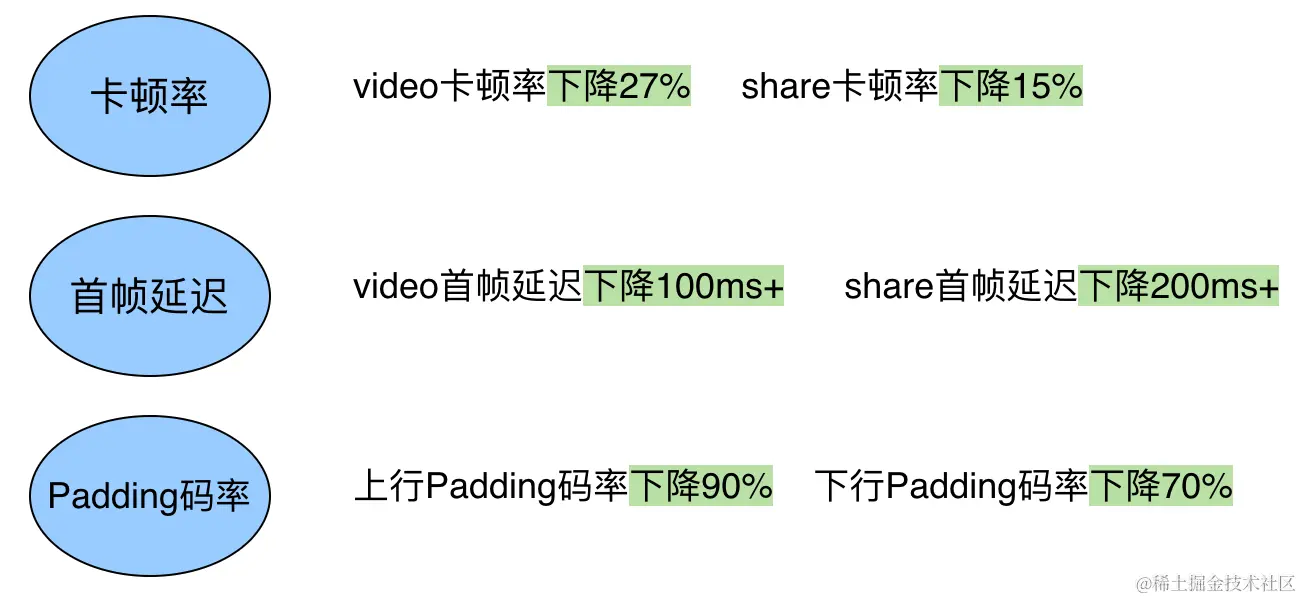 卡顿率 video卡顿率下降27% share卡顿率下降15%
首帧延迟 video首帧延迟下降100ms+ share首帧延迟下降200ms+
Padding码率 上行Padding码率下降90% 下行Padding码率下降70%
@稀土掘金技术社区